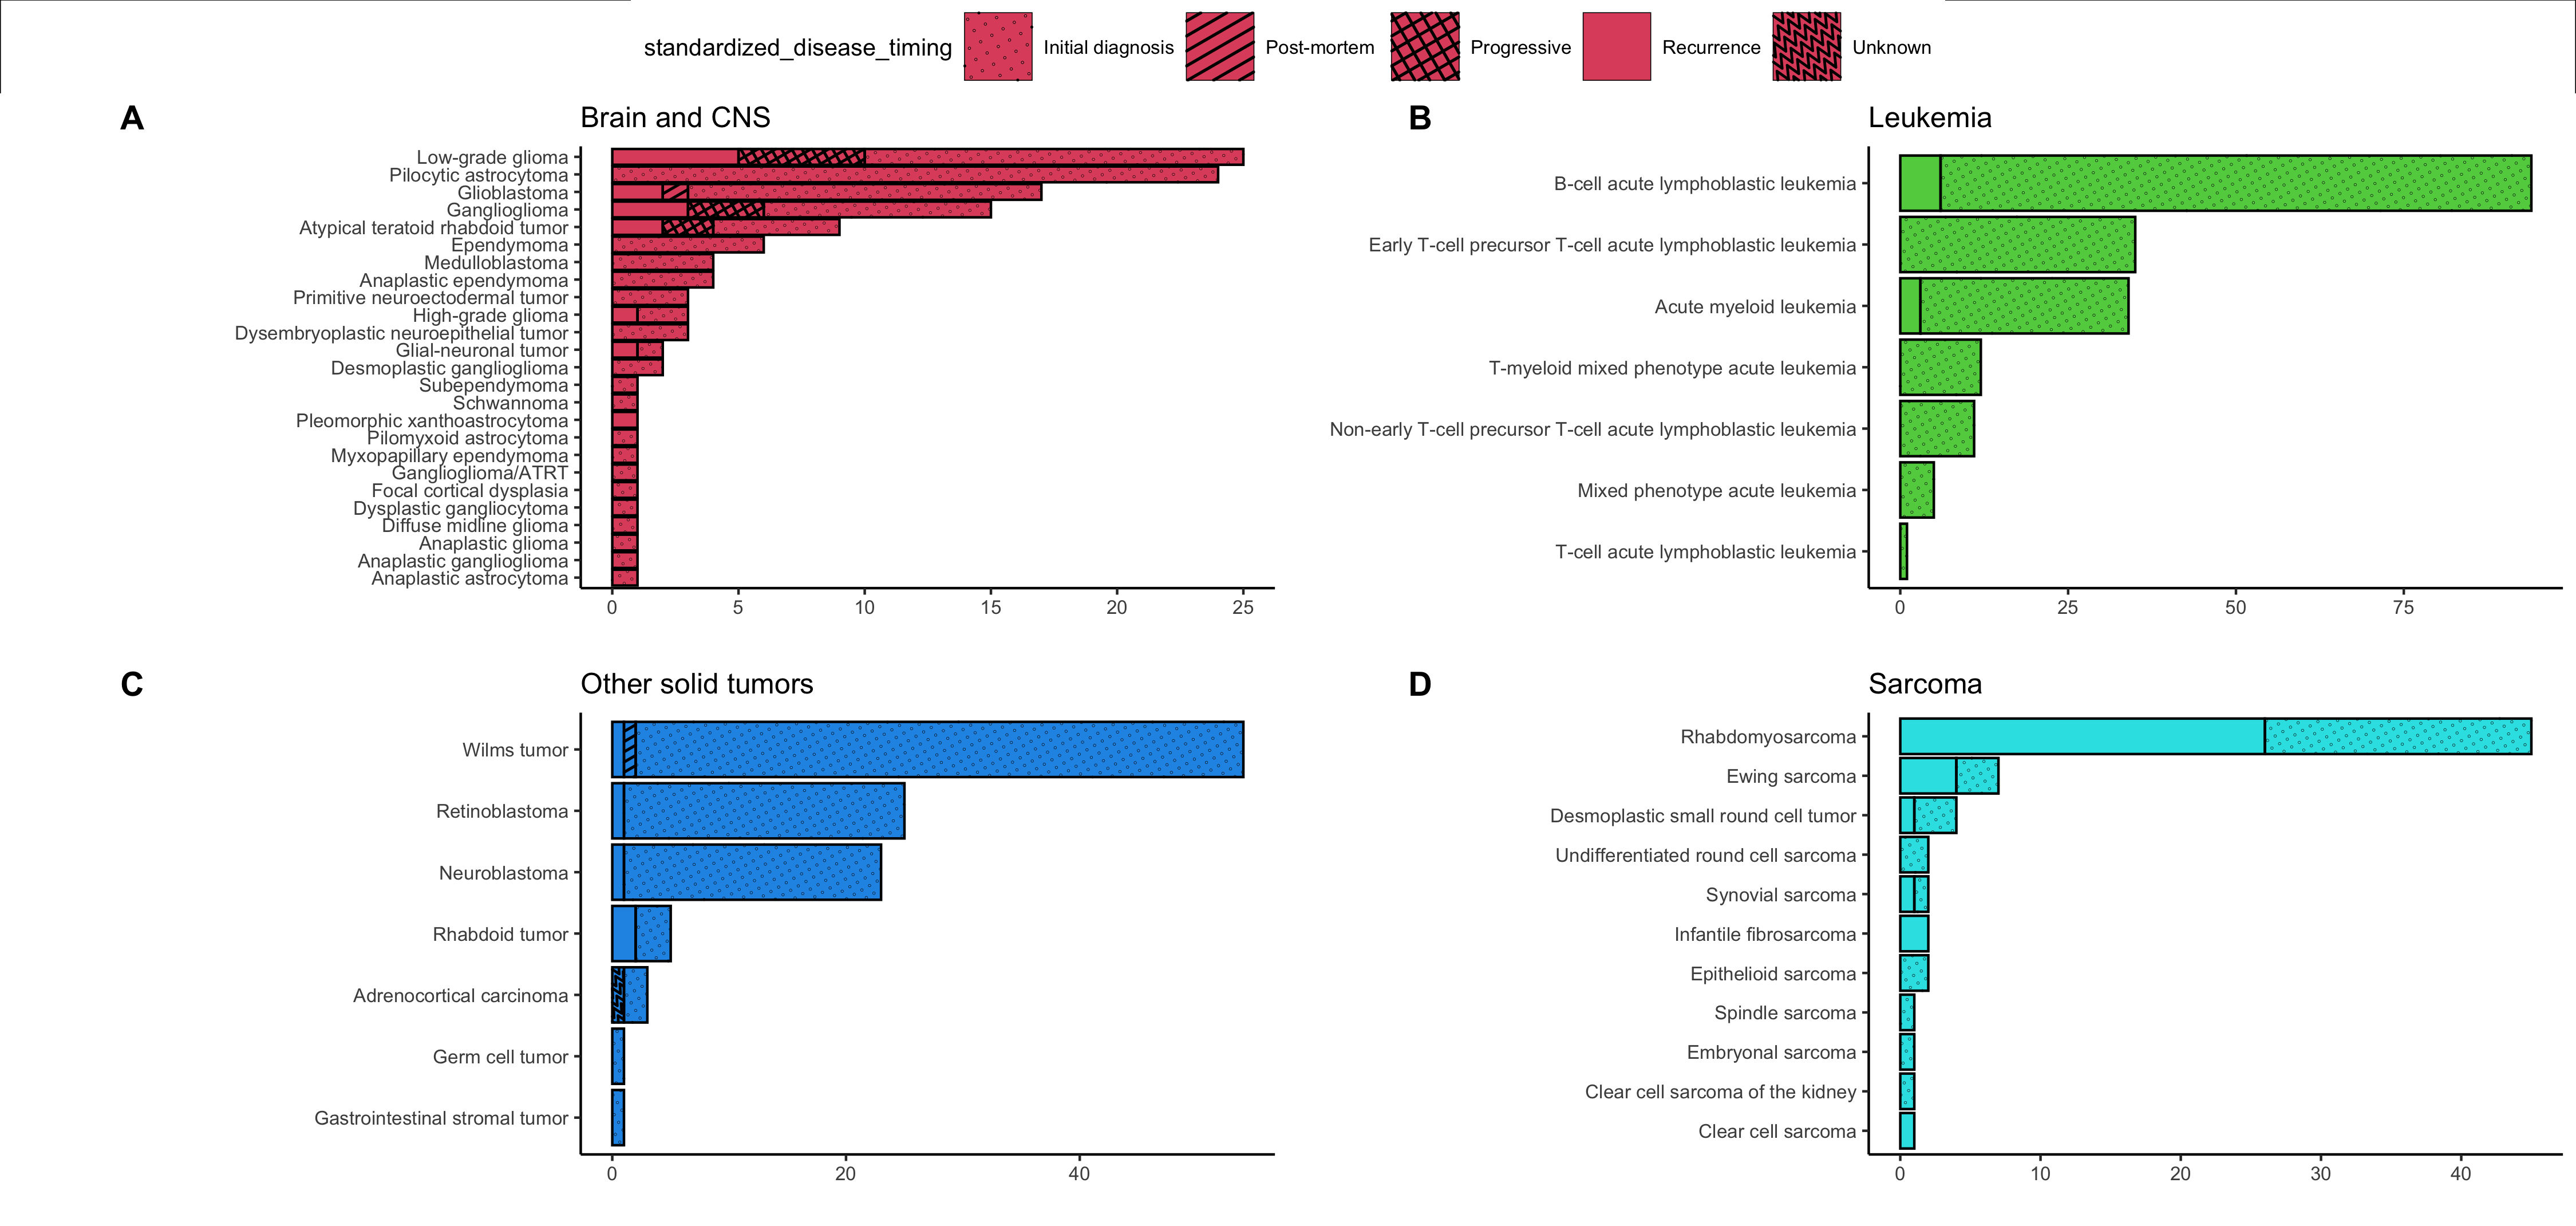 standardized_disease_timing Initial diagnosis Post-mortem Progressive Recurrence Unknown
A
Brain and CNS
Low-grade glioma
Pilocytic astrocytoma
Glioblastoma
Ganglioglioma
Atypical teratoid rhabdoid tumor
Ependymoma
Medulloblastoma
Anaplastic ependymoma
Primitive neuroectodermal tumor
High-grade glioma
Dysembryoplastic neuroepithelial tumor
Glial-neuronal tumor
Desmoplastic ganglioglioma
Subependymoma
Schwannoma
Pleomorphic xanthoastrocytoma
Pilomyxoid astrocytoma
Myxopapillary ependymoma
Ganglioglioma/ATRT
Focal cortical dysplasia
Dysplastic gangliocytoma
Diffuse midline glioma
Anaplastic glioma
Anaplastic ganglioglioma
Anaplastic astrocytoma
0 5 10 15 20 25
B
Leukemia
B-cell acute lymphoblastic leukemia
Early T-cell precursor T-cell acute lymphoblastic leukemia
Acute myeloid leukemia
T-myeloid mixed phenotype acute leukemia
Non-early T-cell precursor T-cell acute lymphoblastic leukemia
Mixed phenotype acute leukemia
T-cell acute lymphoblastic leukemia
0 25 50 75
C
Other solid tumors
Wilms tumor
Retinoblastoma
Neuroblastoma
Rhabdoid tumor
Adrenocortical carcinoma
Germ cell tumor
Gastrointestinal stromal tumor
0 20 40
D
Sarcoma
Rhabdomyosarcoma
Ewing sarcoma
Desmoplastic small round cell tumor
Undifferentiated round cell sarcoma
Synovial sarcoma
Infantile fibrosarcoma
Epithelioid sarcoma
Spindle sarcoma
Embryonal sarcoma
Clear cell sarcoma of the kidney
Clear cell sarcoma
0 10 20 30 40